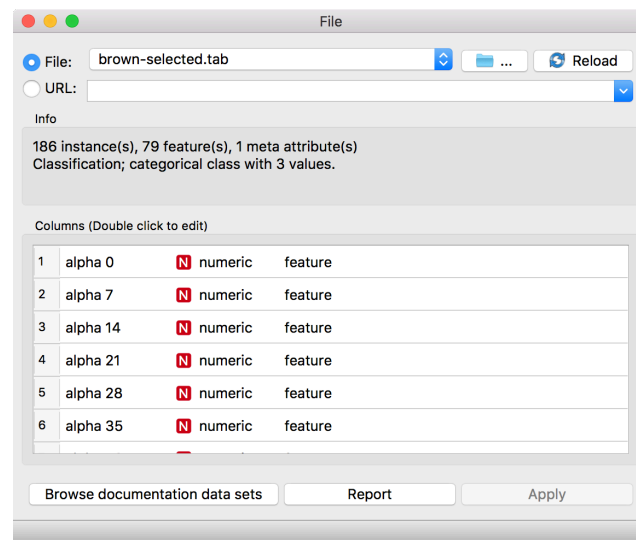 File
File: brown-selected.tab ... Reload
URL:
Info
186 instance(s), 79 feature(s), 1 meta attribute(s)
Classification; categorical class with 3 values.
Columns (Double click to edit)
1 alpha 0 N numeric feature
2 alpha 7 N numeric feature
3 alpha 14 N numeric feature
4 alpha 21 N numeric feature
5 alpha 28 N numeric feature
6 alpha 35 N numeric feature
Browse documentation data sets Report Apply